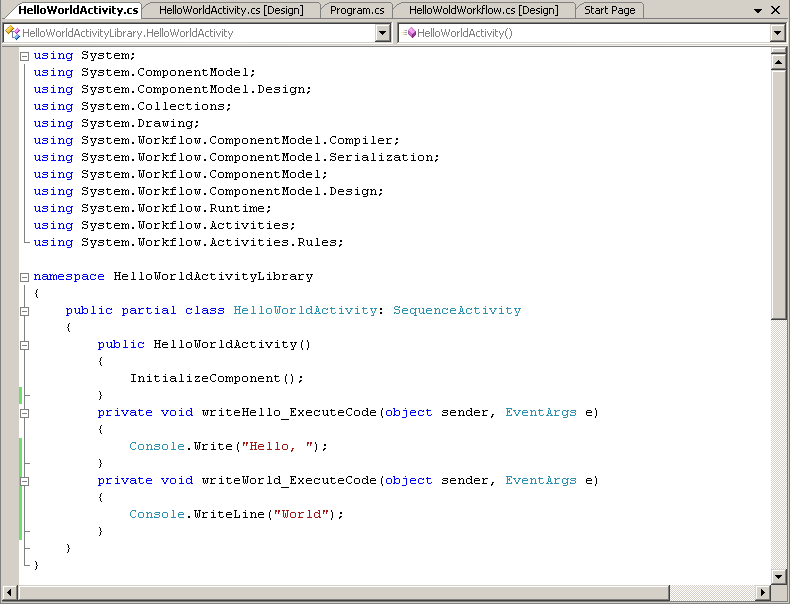 HelloWorldActivity.cs HelloWorldActivity.cs [Design] Program.cs HelloWoldWorkflow.cs [Design] Start Page
HelloWorldActivityLibrary.HelloWorldActivity HelloWorldActivity()
using System;
using System.ComponentModel;
using System.ComponentModel.Design;
using System.Collections;
using System.Drawing;
using System.Workflow.ComponentModel.Compiler;
using System.Workflow.ComponentModel.Serialization;
using System.Workflow.ComponentModel;
using System.Workflow.ComponentModel.Design;
using System.Workflow.Runtime;
using System.Workflow.Activities;
using System.Workflow.Activities.Rules;
namespace HelloWorldActivityLibrary
{
    public partial class HelloWorldActivity: SequenceActivity
    {
        public HelloWorldActivity()
        {
            InitializeComponent();
        }
        private void writeHello_ExecuteCode(object sender, EventArgs e)
        {
            Console.Write("Hello, ");
        }
        private void writeWorld_ExecuteCode(object sender, EventArgs e)
        {
            Console.WriteLine("World");
        }
    }
}